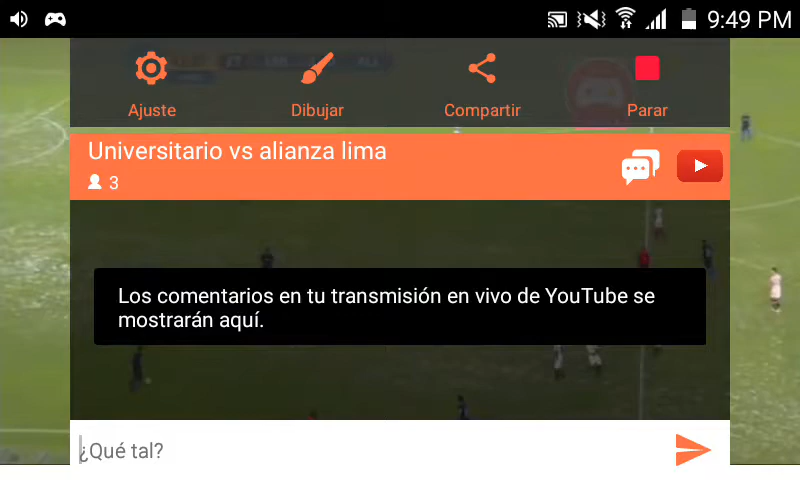 9:49 PM
Ajuste
Dibujar
Compartir
Parar
Universitario vs alianza lima
3
Los comentarios en tu transmisión en vivo de YouTube se
mostrarán aquí.
¿Qué tal?